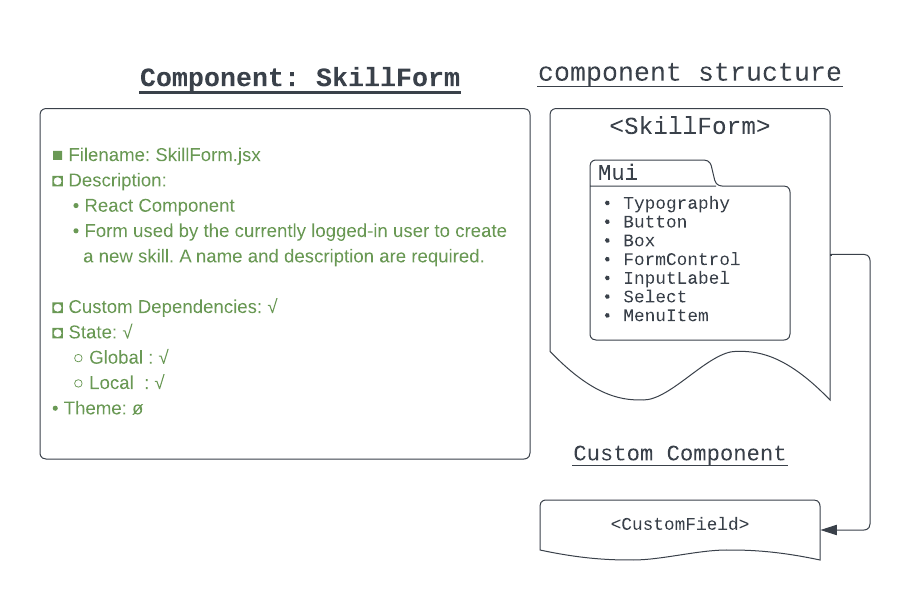 Component: SkillForm
■ Filename: SkillForm.jsx
◘ Description:
• React Component
• Form used by the currently logged-in user to create
a new skill. A name and description are required.
◘ Custom Dependencies: √
◘ State: √
○ Global : √
○ Local : √
• Theme: ø
component structure
<SkillForm>
Mui
• Typography
• Button
• Box
• FormControl
• InputLabel
• Select
• MenuItem
Custom Component
<CustomField>